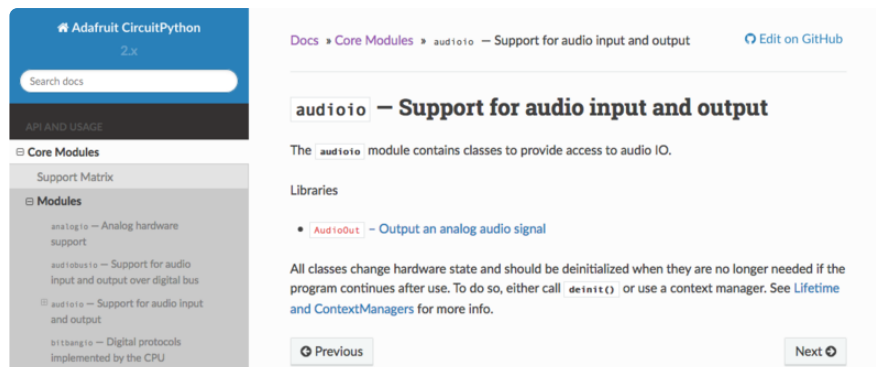 Adafruit CircuitPython
2.x
Search docs
API AND USAGE
Core Modules
Support Matrix
Modules
analogio — Analog hardware
support
audiobusio — Support for audio
input and output over digital bus
audioio — Support for audio input
and output
bitbangio — Digital protocols
implemented by the CPU
Docs » Core Modules » audioio — Support for audio input and output
Edit on GitHub
audioio — Support for audio input and output
The audioio module contains classes to provide access to audio IO.
Libraries
• AudioOut – Output an analog audio signal
All classes change hardware state and should be deinitialized when they are no longer needed if the
program continues after use. To do so, either call deinit() or use a context manager. See Lifetime
and ContextManagers for more info.
Previous
Next